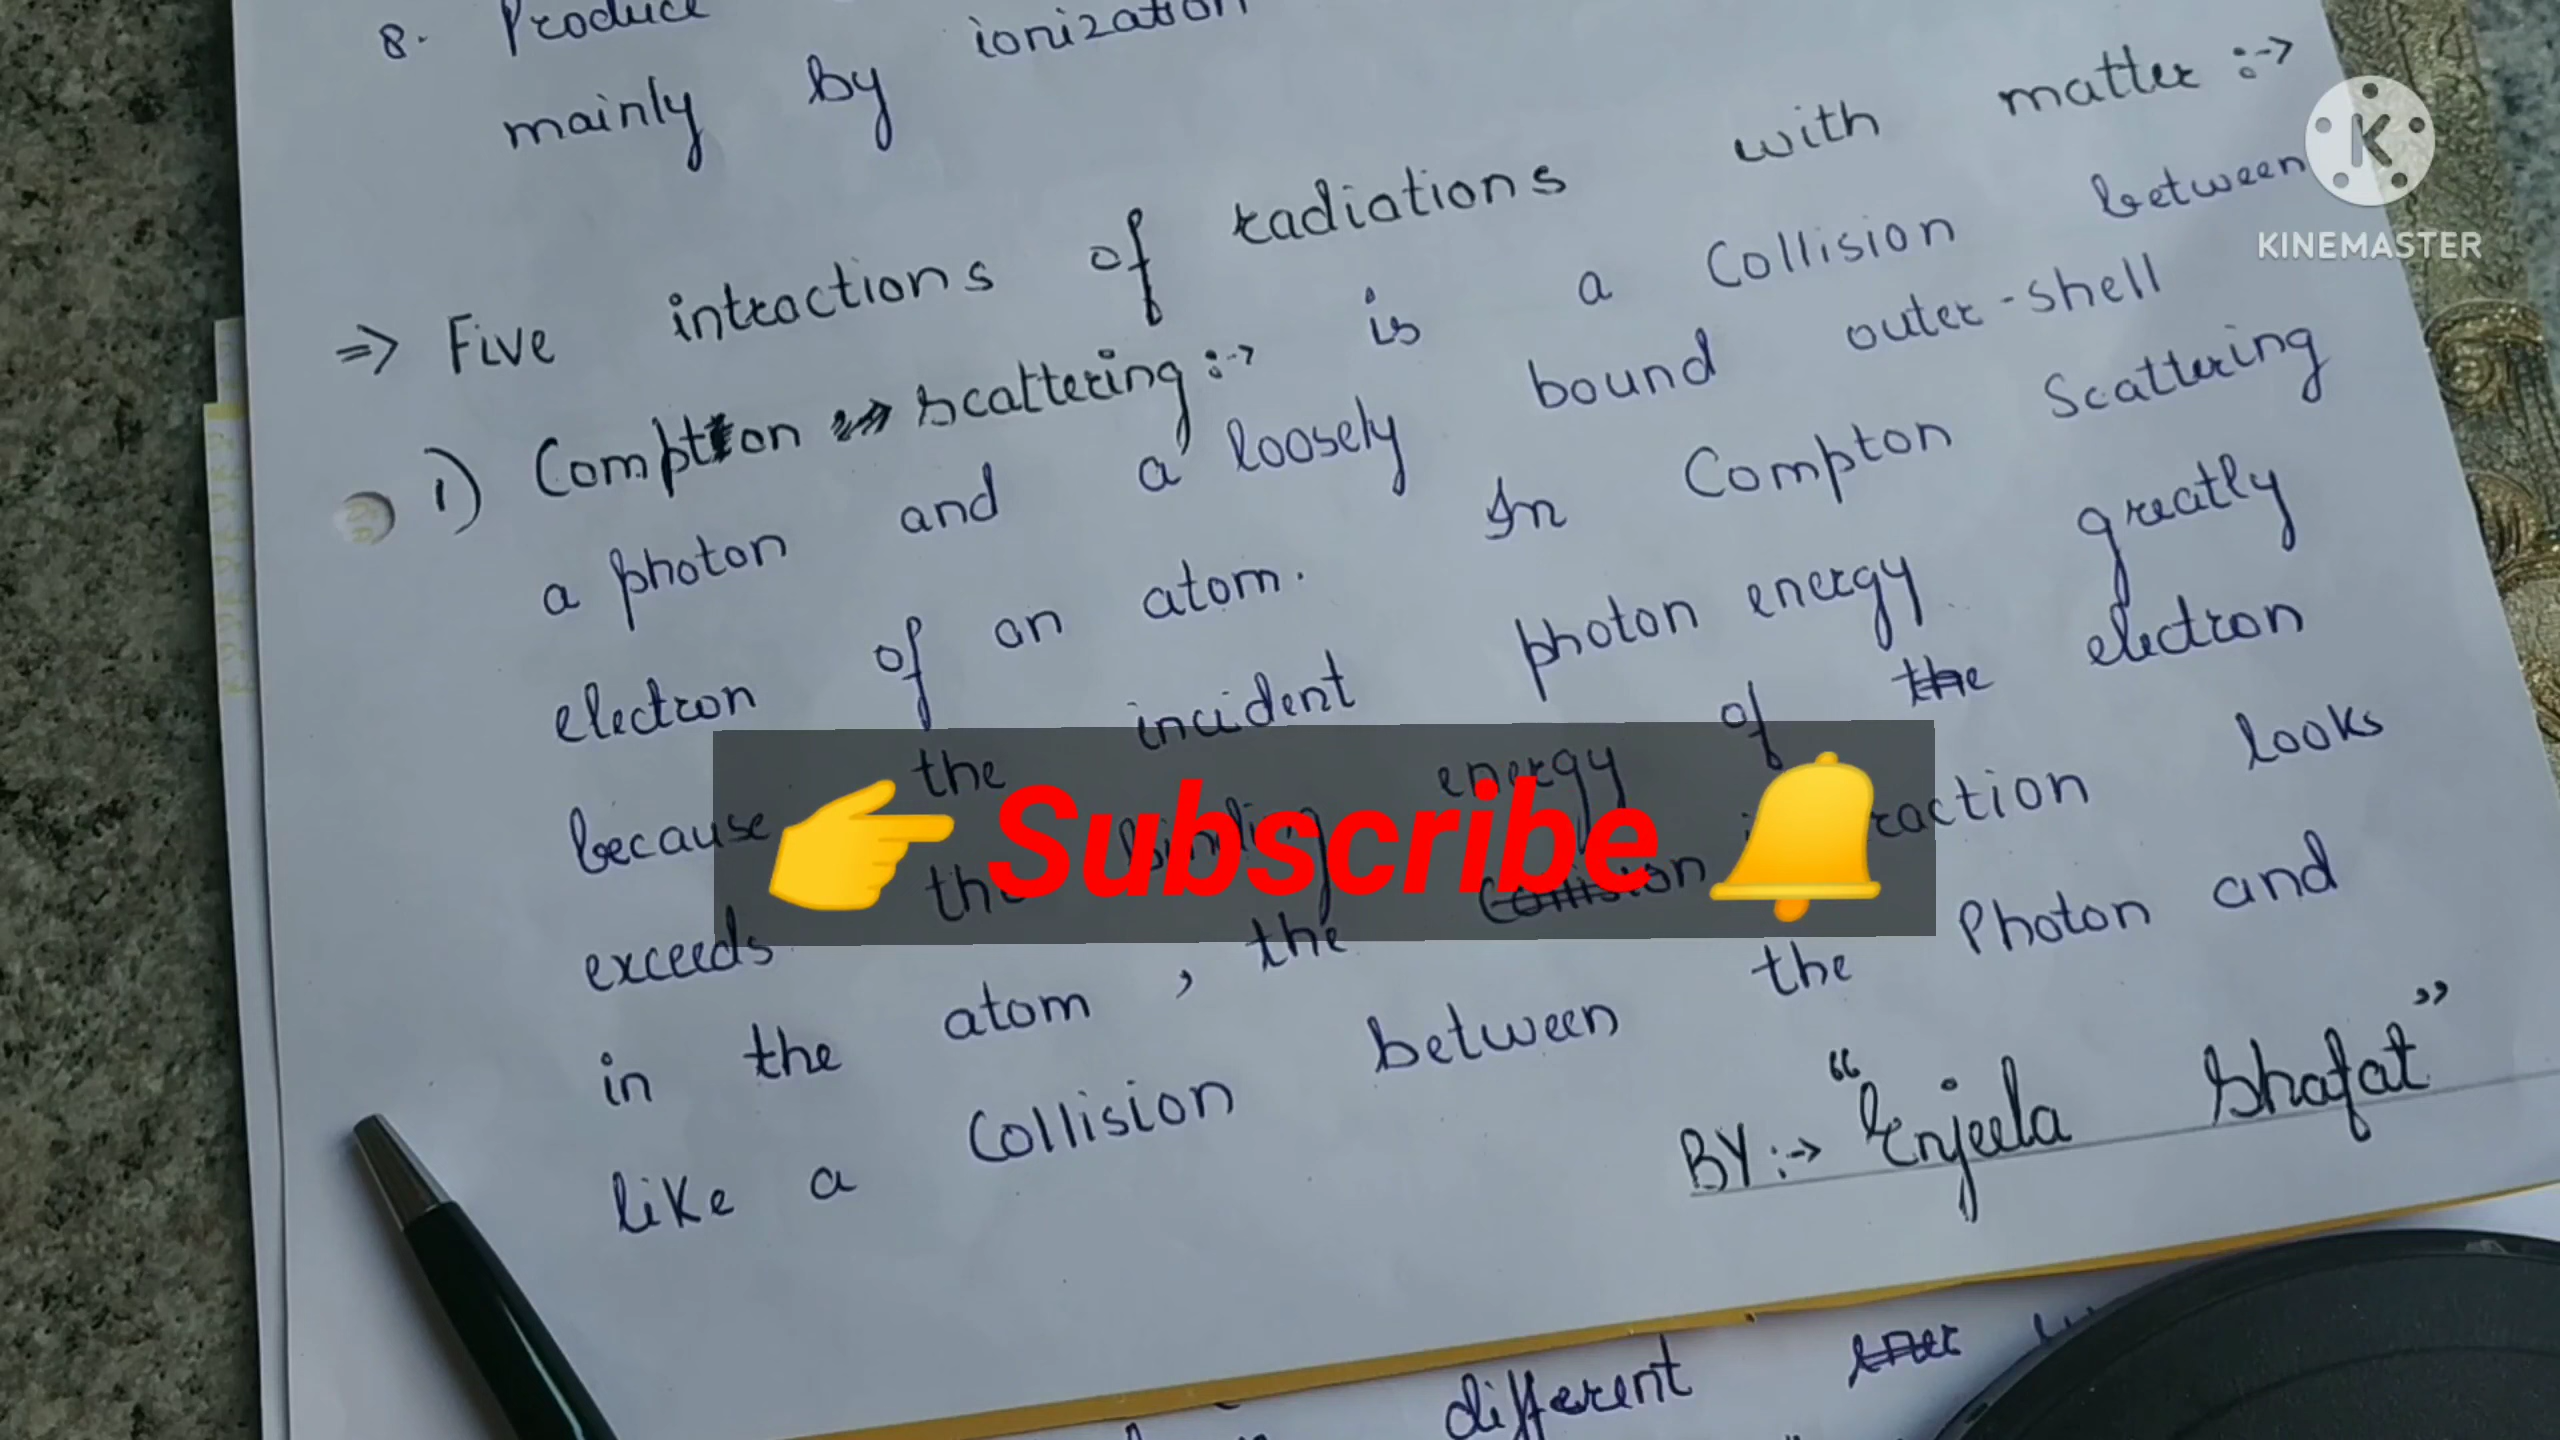 8. Produce ionization
mainly by
⇒ Five intractions of radiations with matter :→
1) Compton scattering :→ is a Collision between
a photon and a loosely bound outer-shell
electron of an atom. In Compton Scattering
because the incident photon energy greatly
exceeds the binding energy of the electron
in the atom, the Collision looks
like a Collision between the Photon and
BY :→ "Enjeela Shafat"
different
👉Subscribe🔔
K
KINEMASTER